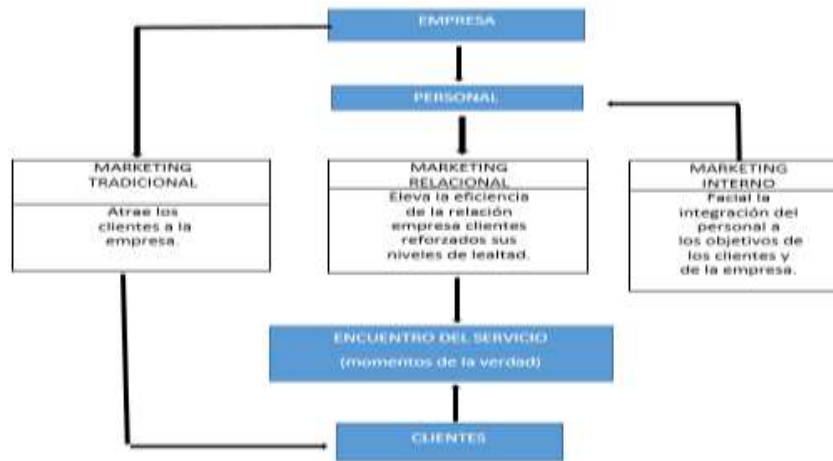 EMPRESA
PERSONAL
MARKETING
TRADICIONAL
Atrae los
clientes a la
empresa.
MARKETING
RELACIONAL
Eleva la eficiencia
de la relación
empresa clientes
reforzados sus
niveles de lealtad.
MARKETING
INTERNO
Facial la
integración del
personal a
los objetivos de
los clientes y
de la empresa.
ENCUENTRO DEL SERVICIO
(momentos de la verdad)
CLIENTES